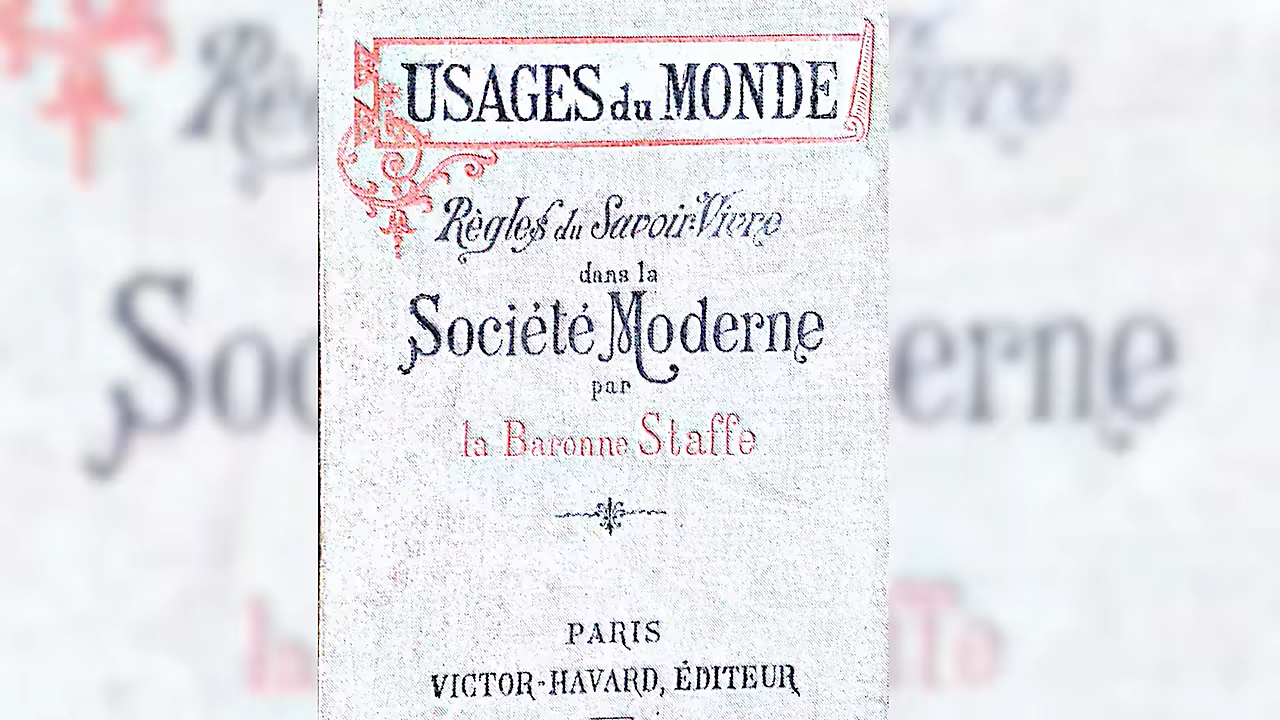 USAGES du MONDE
Règles du Savoir-Vivre
dans la
Société Moderne
par
la Baronne Staffe
PARIS
VICTOR-HAVARD, ÉDITEUR